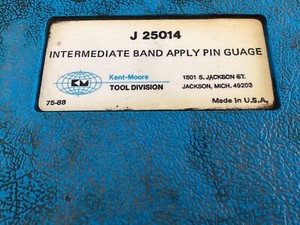 J 25014
INTERMEDIATE BAND APPLY PIN GUAGE
KM
Kent-Moore
TOOL DIVISION
1501 S. JACKSON ST.
JACKSON, MICH. 49203
75-88
Made in U.S.A.